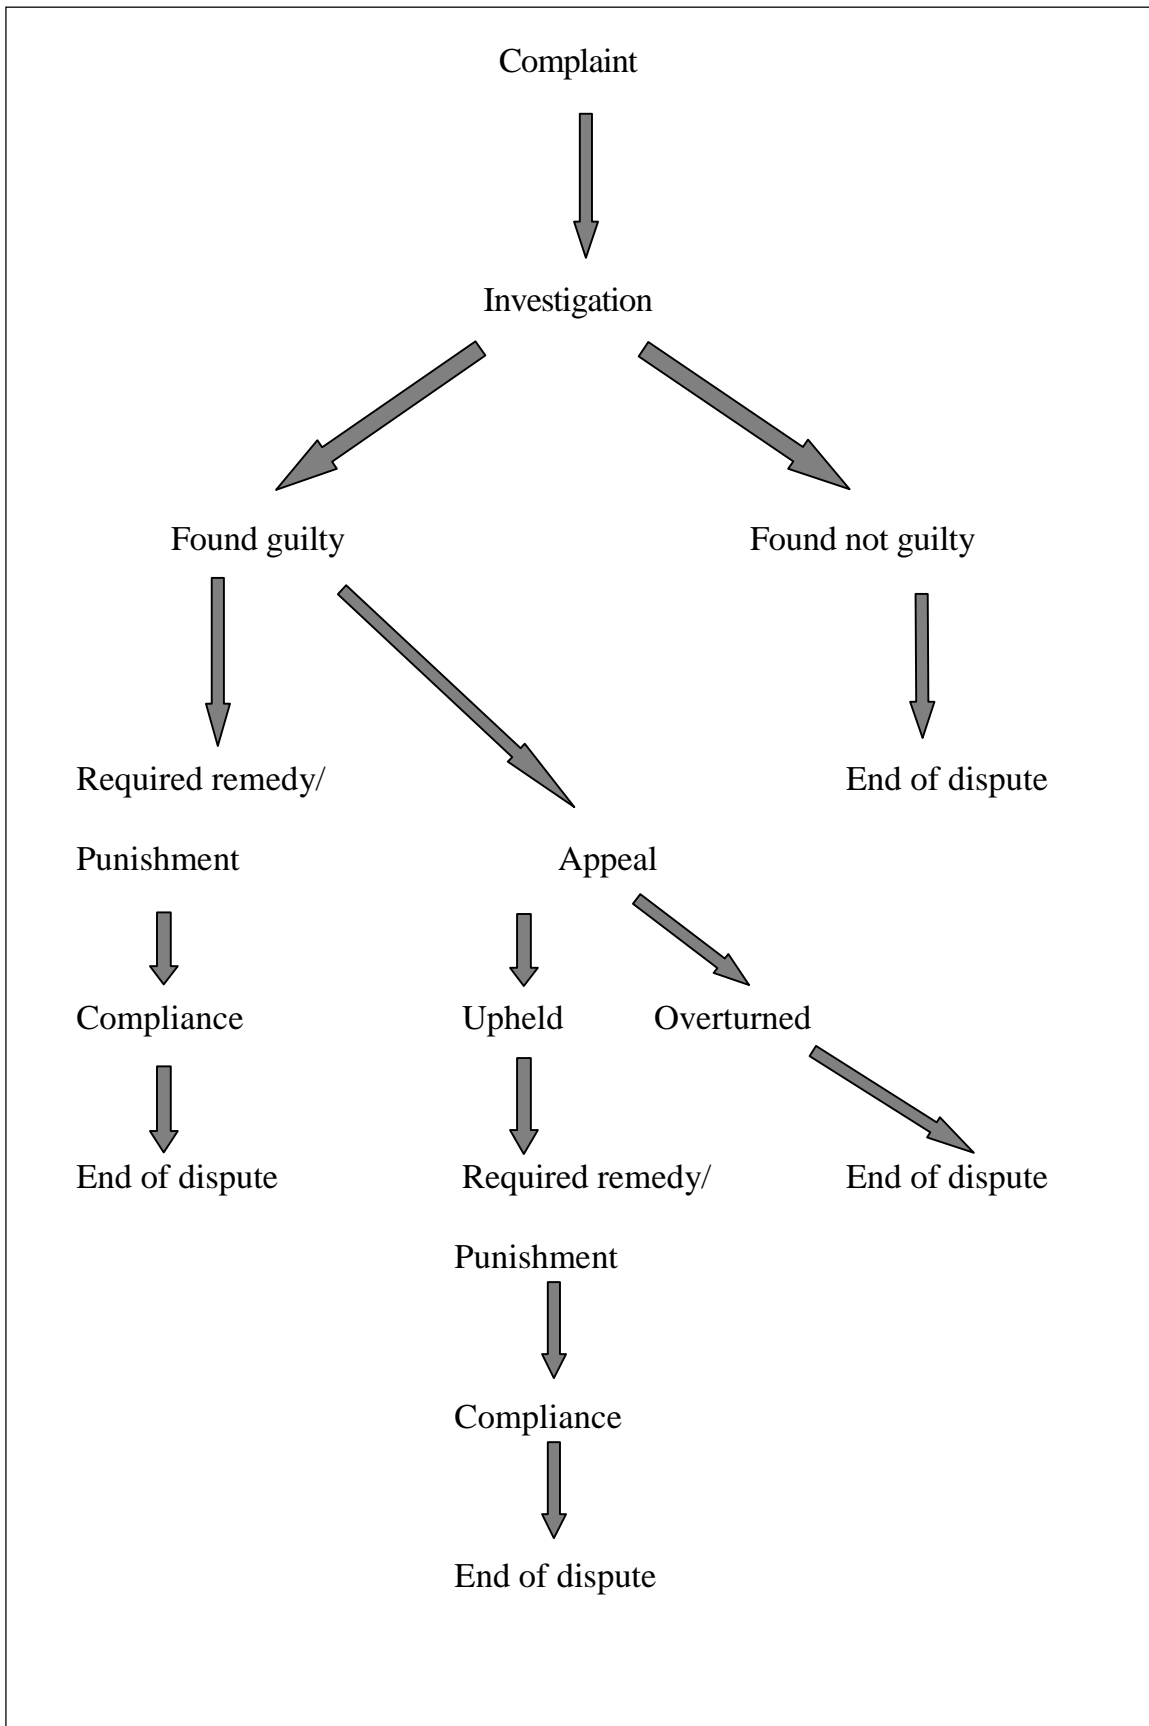 Complaint
Investigation
Found guilty
Found not guilty
Required remedy/
End of dispute
Punishment
Appeal
Compliance
Upheld
Overturned
End of dispute
Required remedy/
End of dispute
Punishment
Compliance
End of dispute